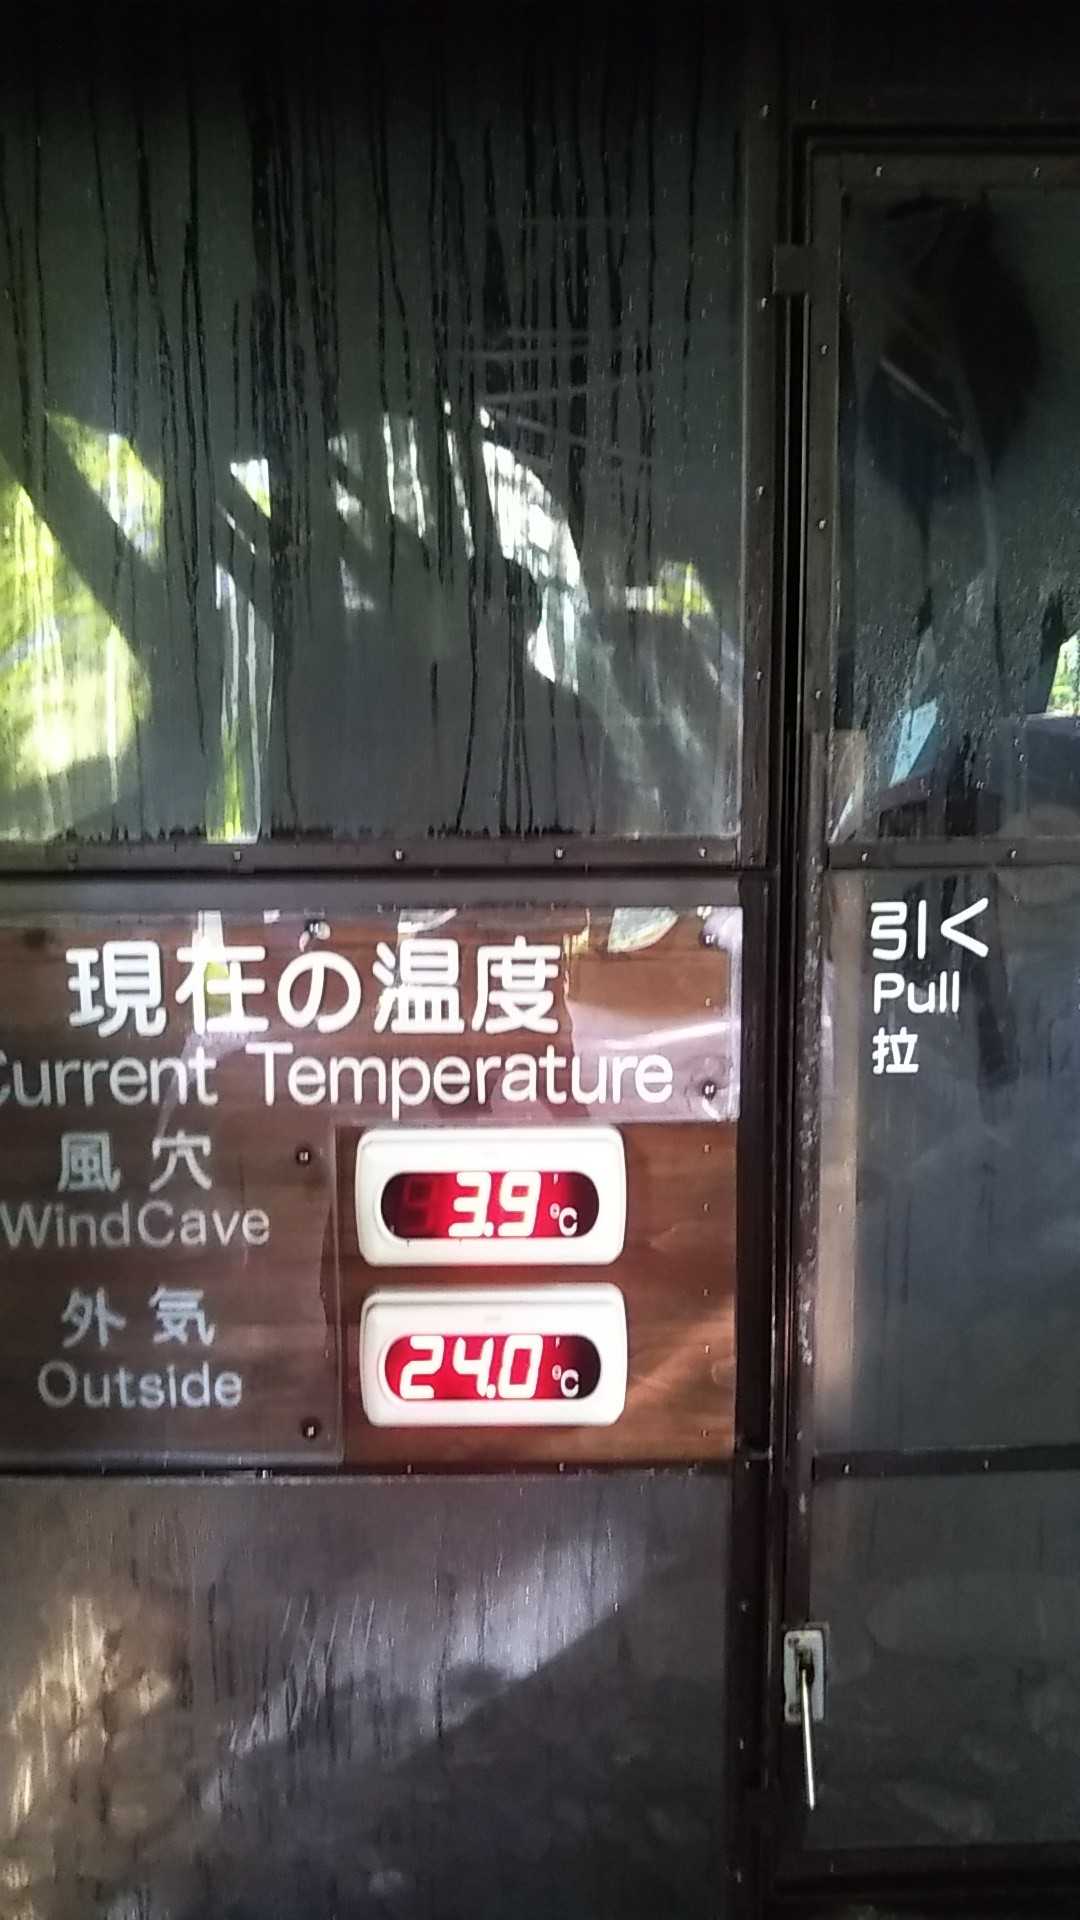 現在の温度
Current Temperature
風穴
WindCave
3.9 °C
外気
Outside
24.0 °C
引く
Pull
拉